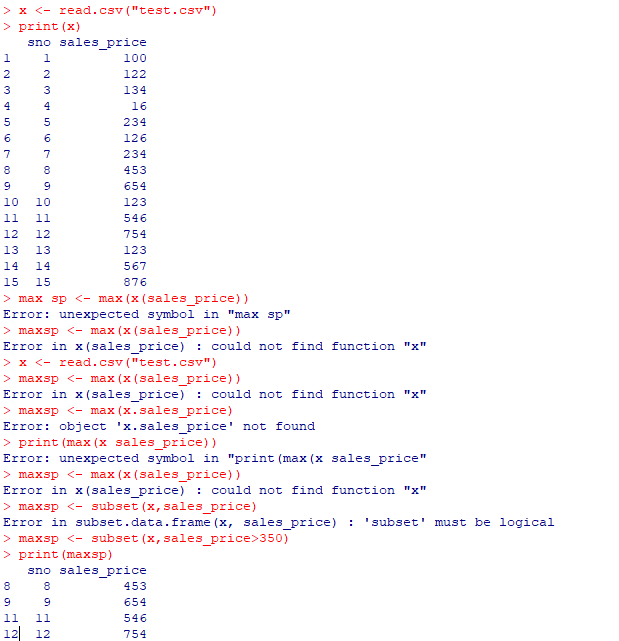 > x <- read.csv("test.csv")
> print(x)
   sno sales_price
1    1         100
2    2         122
3    3         134
4    4          16
5    5         234
6    6         126
7    7         234
8    8         453
9    9         654
10  10         123
11  11         546
12  12         754
13  13         123
14  14         567
15  15         876
> max sp <- max(x(sales_price))
Error: unexpected symbol in "max sp"
> maxsp <- max(x(sales_price))
Error in x(sales_price) : could not find function "x"
> x <- read.csv("test.csv")
> maxsp <- max(x(sales_price))
Error in x(sales_price) : could not find function "x"
> maxsp <- max(x.sales_price)
Error: object 'x.sales_price' not found
> print(max(x sales_price))
Error: unexpected symbol in "print(max(x sales_price"
> maxsp <- max(x(sales_price))
Error in x(sales_price) : could not find function "x"
> maxsp <- subset(x,sales_price)
Error in subset.data.frame(x, sales_price) : 'subset' must be logical
> maxsp <- subset(x,sales_price>350)
> print(maxsp)
   sno sales_price
8    8         453
9    9         654
11  11         546
12  12         754